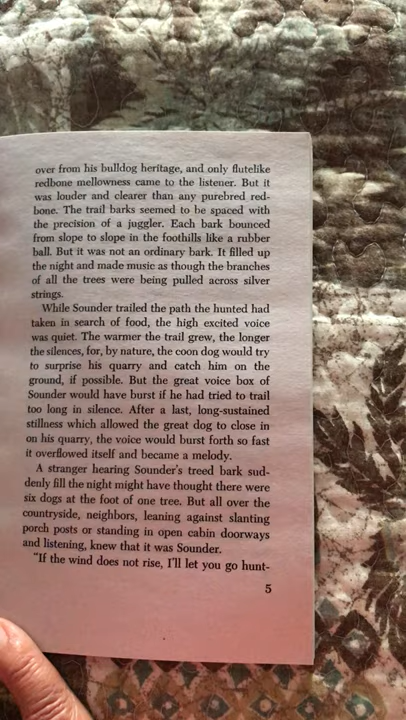 over from his bulldog heritage, and only flutelike
redbone mellowness came to the listener. But it
was louder and clearer than any purebred red-
bone. The trail barks seemed to be spaced with
the precision of a juggler. Each bark bounced
from slope to slope in the foothills like a rubber
ball. But it was not an ordinary bark. It filled up
the night and made music as though the branches
of all the trees were being pulled across silver
strings.
While Sounder trailed the path the hunted had
taken in search of food, the high excited voice
was quiet. The warmer the trail grew, the longer
the silences, for, by nature, the coon dog would try
to surprise his quarry and catch him on the
ground, if possible. But the great voice box of
Sounder would have burst if he had tried to trail
too long in silence. After a last, long-sustained
stillness which allowed the great dog to close in
on his quarry, the voice would burst forth so fast
it overflowed itself and became a melody.
A stranger hearing Sounder's treed bark sud-
denly fill the night might have thought there were
six dogs at the foot of one tree. But all over the
countryside, neighbors, leaning against slanting
porch posts or standing in open cabin doorways
and listening, knew that it was Sounder.
"If the wind does not rise, I'll let you go hunt-
5